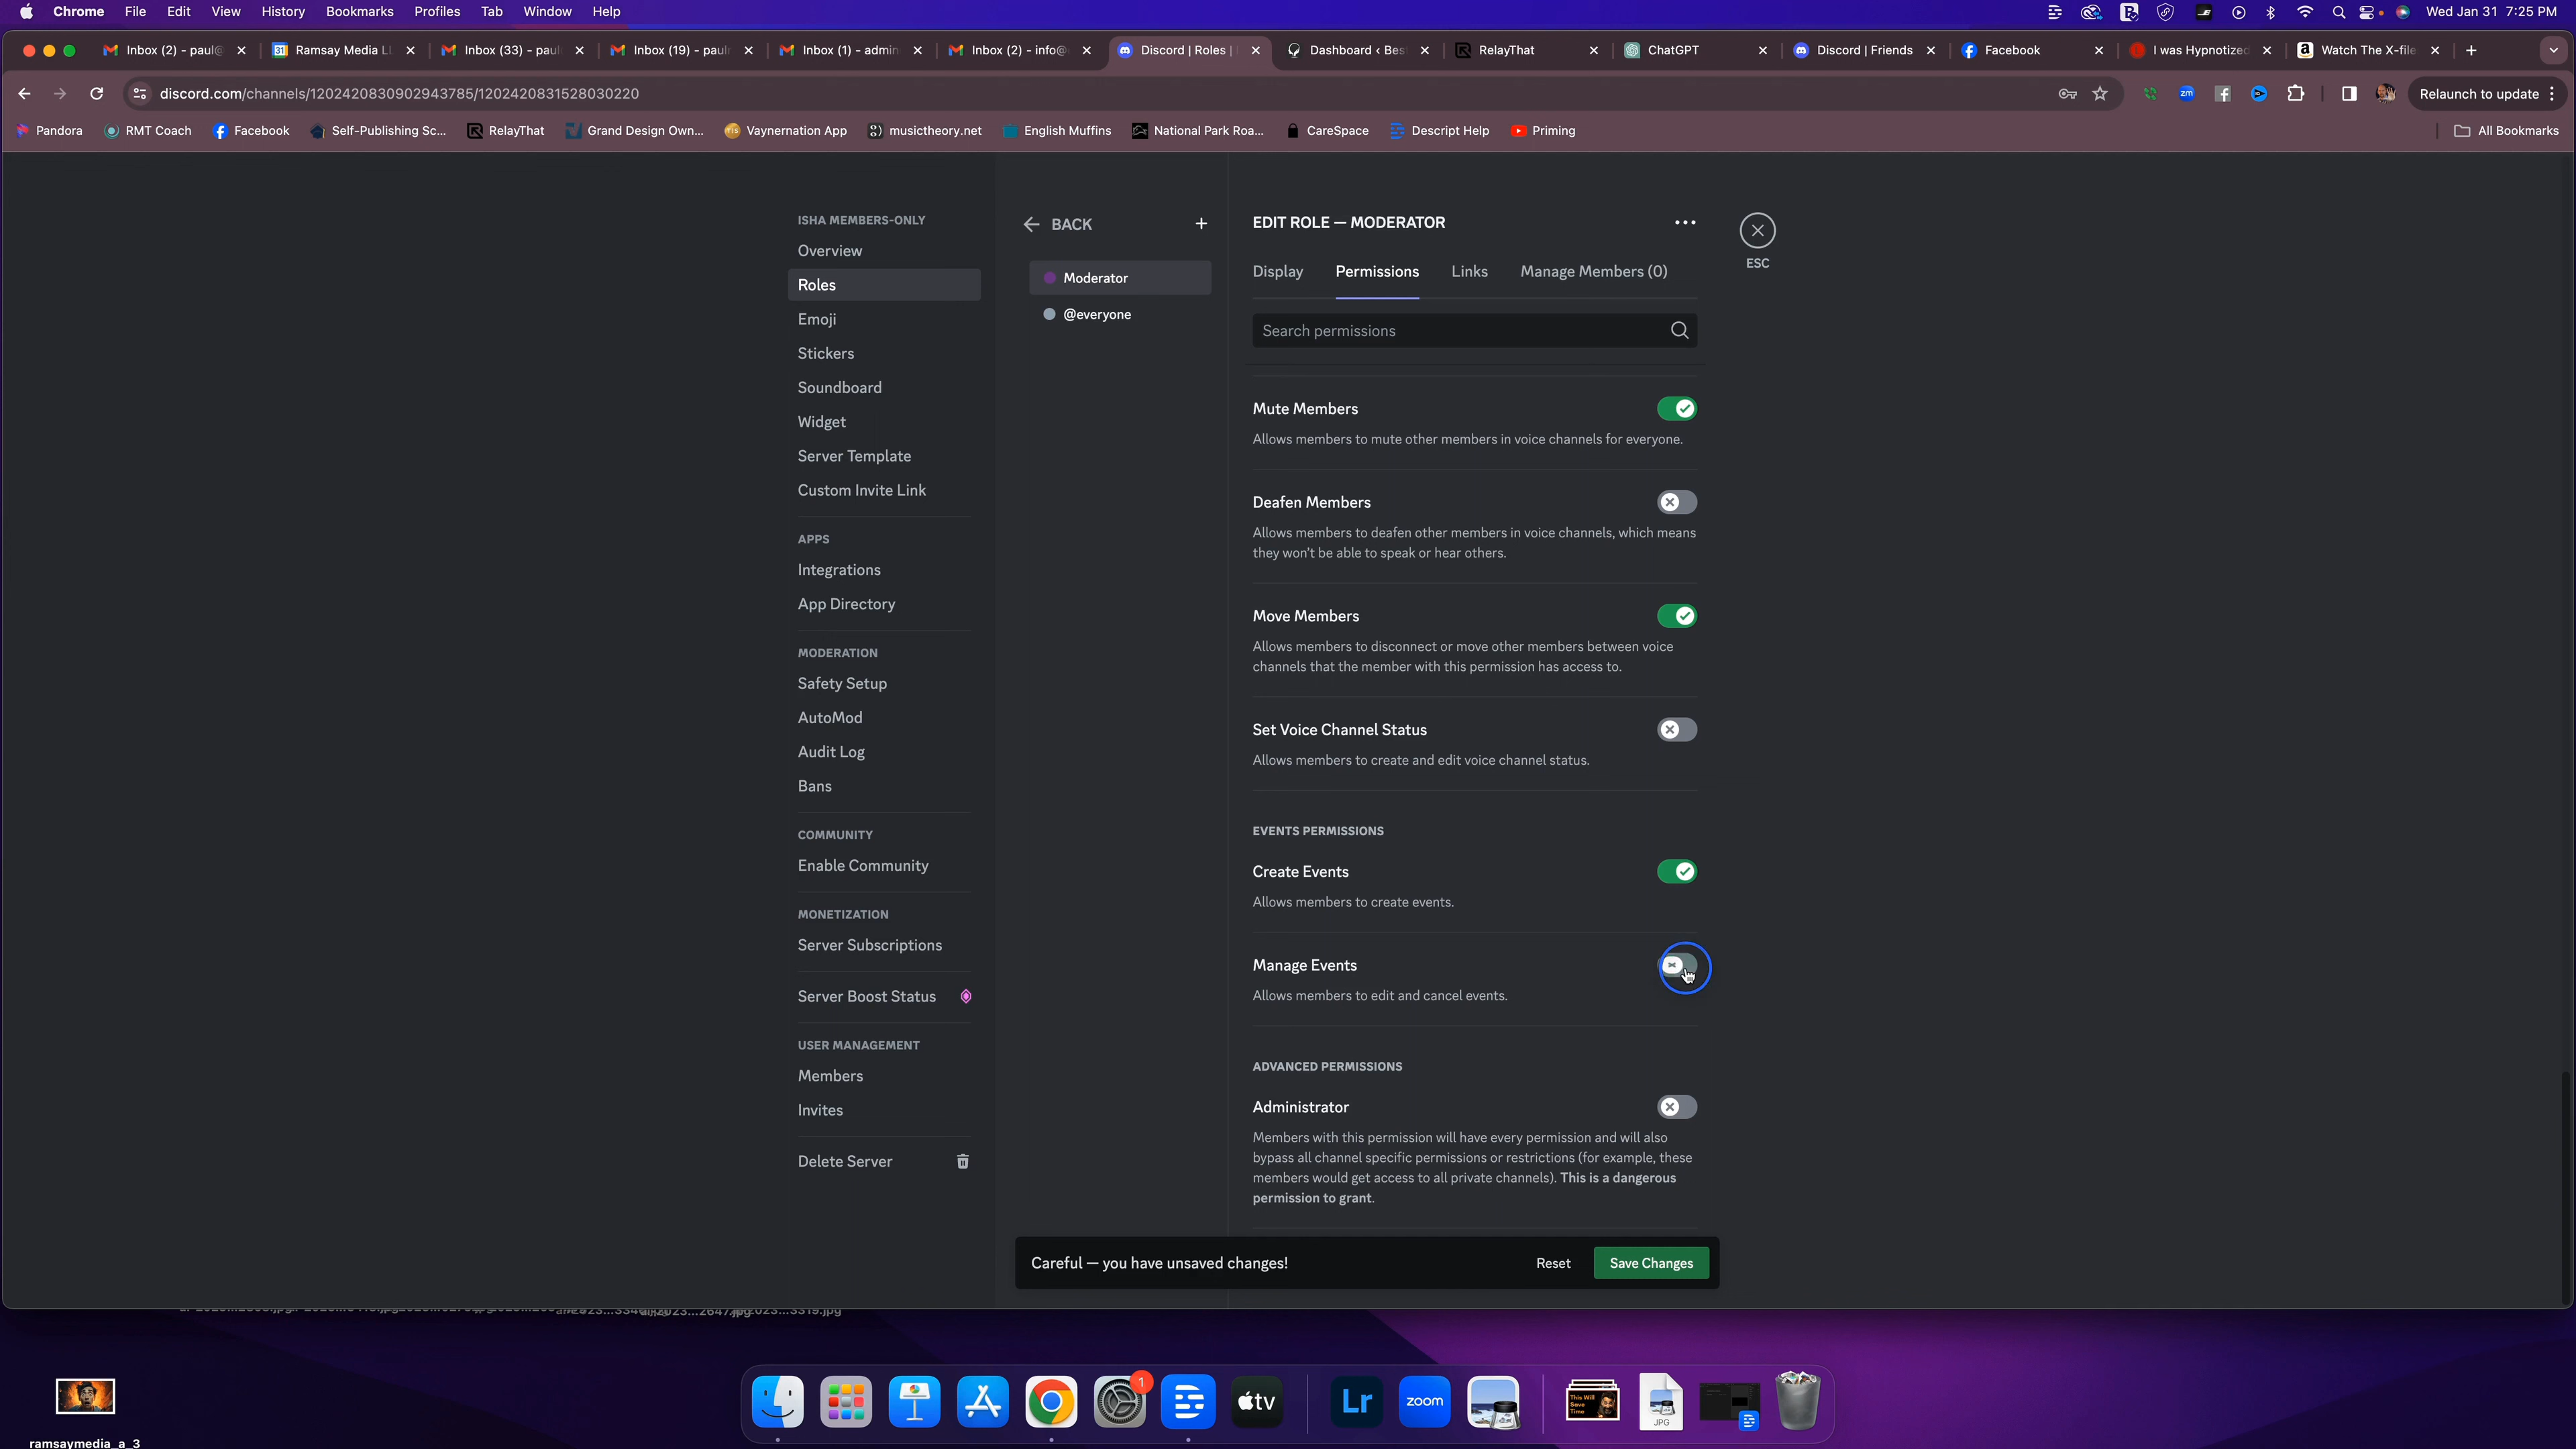 Chrome File Edit View History Bookmarks Profiles Tab Window Help Wed Jan 31 7:25 PM
Inbox (2) - paul@ Ramsay Media L Inbox (33) - paul Inbox (19) - paul Inbox (1) - admin Inbox (2) - info@ Discord | Roles | Dashboard ‹ Bes RelayThat ChatGPT Discord | Friends Facebook I was Hypnotized Watch The X-file
discord.com/channels/1202420830902943785/1202420831528030220 Relaunch to update
Pandora RMT Coach Facebook Self-Publishing Sc... RelayThat Grand Design Own... Vaynernation App musictheory.net English Muffins National Park Roa... CareSpace Descript Help Priming All Bookmarks
ISHA MEMBERS-ONLY
Overview
Roles
Emoji
Stickers
Soundboard
Widget
Server Template
Custom Invite Link
APPS
Integrations
App Directory
MODERATION
Safety Setup
AutoMod
Audit Log
Bans
COMMUNITY
Enable Community
MONETIZATION
Server Subscriptions
Server Boost Status
USER MANAGEMENT
Members
Invites
Delete Server
BACK
Moderator
@everyone
EDIT ROLE — MODERATOR
ESC
Display Permissions Links Manage Members (0)
Search permissions
Mute Members
Allows members to mute other members in voice channels for everyone.
Deafen Members
Allows members to deafen other members in voice channels, which means
they won't be able to speak or hear others.
Move Members
Allows members to disconnect or move other members between voice
channels that the member with this permission has access to.
Set Voice Channel Status
Allows members to create and edit voice channel status.
EVENTS PERMISSIONS
Create Events
Allows members to create events.
Manage Events
Allows members to edit and cancel events.
ADVANCED PERMISSIONS
Administrator
Members with this permission will have every permission and will also
bypass all channel specific permissions or restrictions (for example, these
members would get access to all private channels). This is a dangerous
permission to grant.
Careful — you have unsaved changes! Reset Save Changes
ramsaymedia_a_3
1
tv
Lr
zoom
This Will
Save
Time
JPG